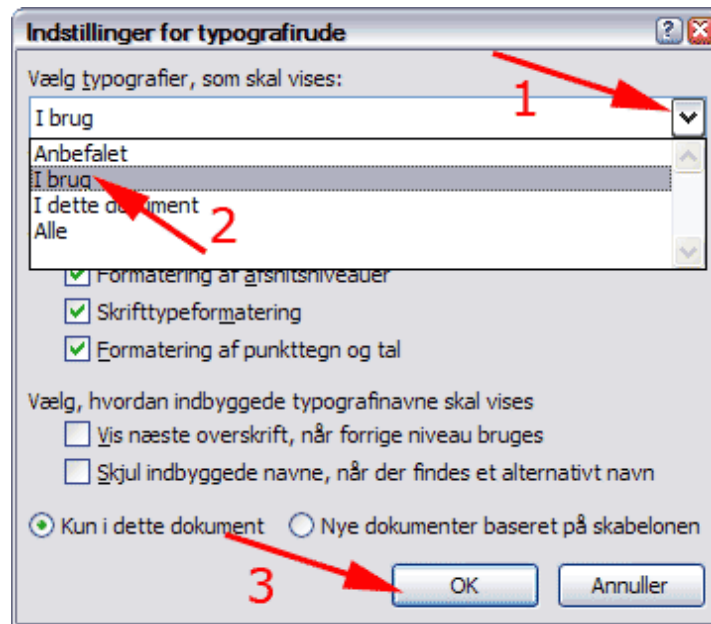 Indstillinger for typografirude
Vælg typografier, som skal vises:
1
I brug
Anbefalet
I brug
I dette dokument
2
Alle
Formatering af afsnitsniveauer
Skrifttypeformatering
Formatering af punkttegn og tal
Vælg, hvordan indbyggede typografinavne skal vises
Vis næste overskrift, når forrige niveau bruges
Skjul indbyggede navne, når der findes et alternativt navn
Kun i dette dokument Nye dokumenter baseret på skabelonen
3 OK Annuller